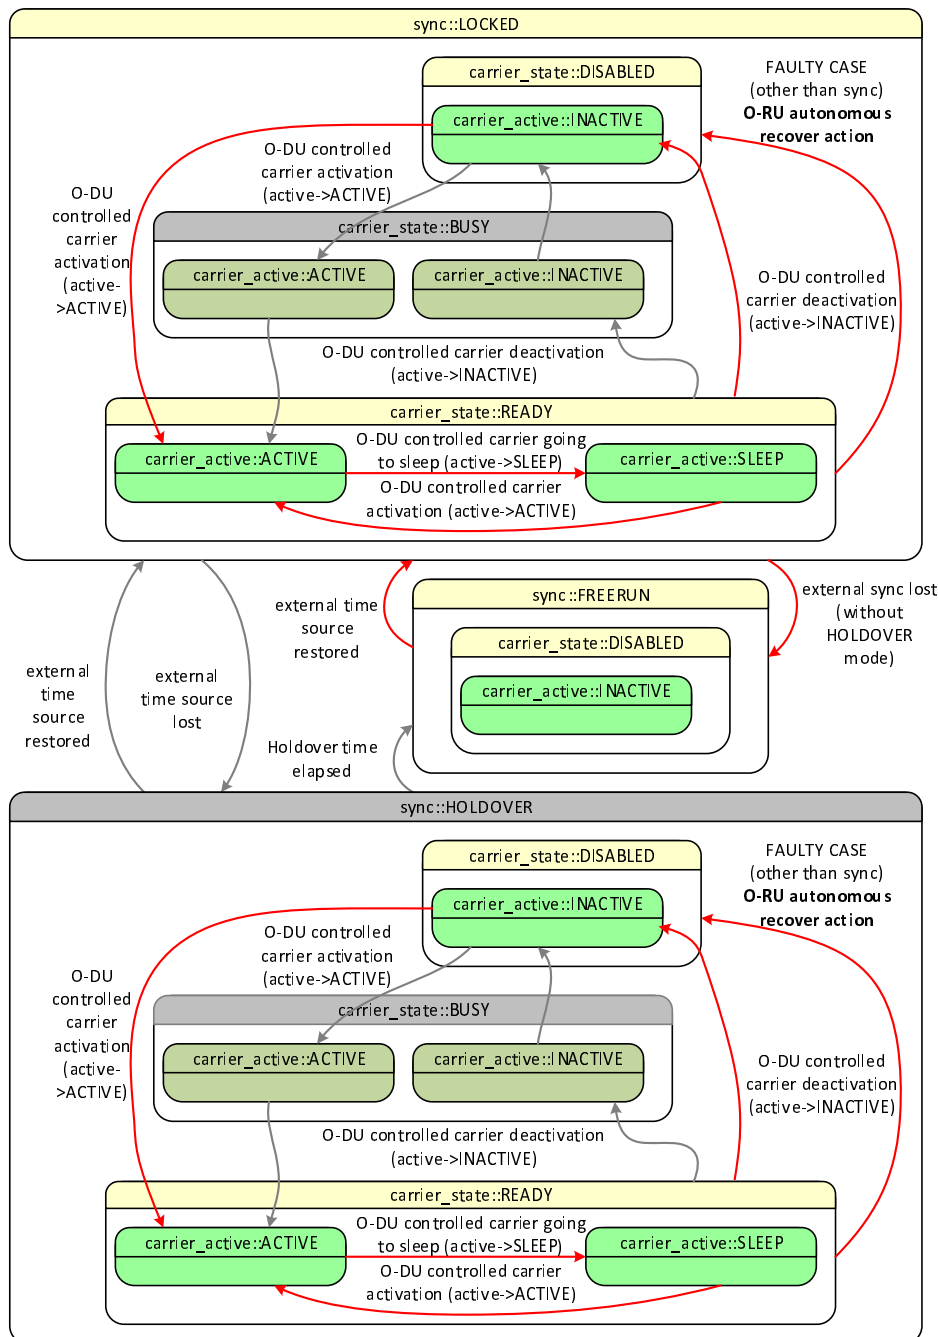 sync::LOCKED
carrier_state::DISABLED
FAULTY CASE
(other than sync)
O-RU autonomous
recover action
carrier_active::INACTIVE
O-DU controlled
carrier activation
(active->ACTIVE)
O-DU
controlled
carrier
activation
(active-
>ACTIVE)
carrier_state::BUSY
carrier_active::ACTIVE
carrier_active::INACTIVE
O-DU controlled
carrier deactivation
(active->INACTIVE)
O-DU controlled carrier deactivation
(active->INACTIVE)
carrier_state::READY
carrier_active::ACTIVE
O-DU controlled carrier going
to sleep (active->SLEEP)
carrier_active::SLEEP
O-DU controlled carrier
activation (active->ACTIVE)
external time
source
restored
sync::FREERUN
external sync lost
(without
HOLDOVER
mode)
carrier_state::DISABLED
carrier_active::INACTIVE
external
time
source
restored
external
time source
lost
Holdover time
elapsed
sync::HOLDOVER
carrier_state::DISABLED
FAULTY CASE
(other than sync)
O-RU autonomous
recover action
carrier_active::INACTIVE
O-DU controlled
carrier activation
(active->ACTIVE)
O-DU
controlled
carrier
activation
(active-
>ACTIVE)
carrier_state::BUSY
carrier_active::ACTIVE
carrier_active::INACTIVE
O-DU controlled
carrier deactivation
(active->INACTIVE)
O-DU controlled carrier deactivation
(active->INACTIVE)
carrier_state::READY
carrier_active::ACTIVE
O-DU controlled carrier going
to sleep (active->SLEEP)
carrier_active::SLEEP
O-DU controlled carrier
activation (active->ACTIVE)